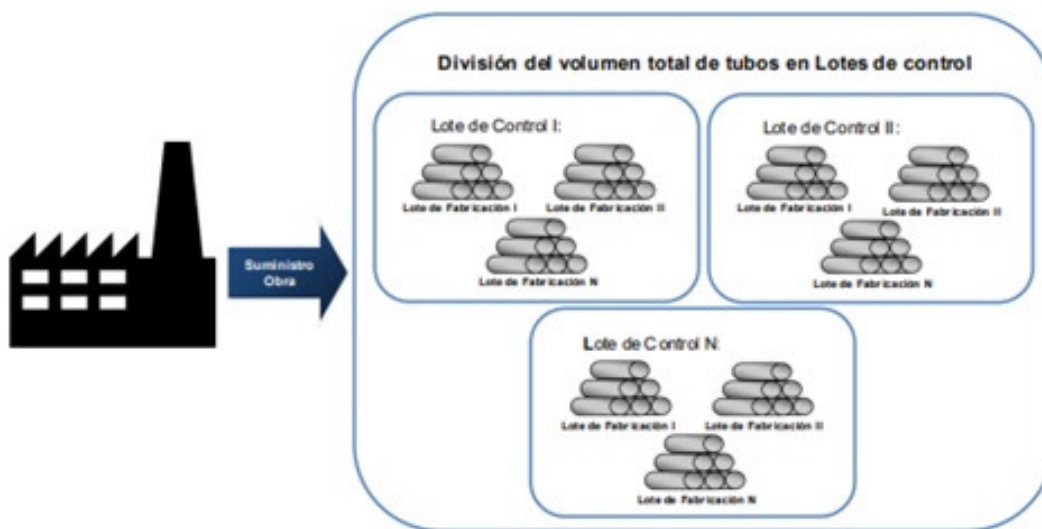 División del volumen total de tubos en Lotes de control
Lote de Control I:
Lote de Fabricación I
Lote de Fabricación II
Lote de Fabricación N
Lote de Control II:
Lote de Fabricación I
Lote de Fabricación II
Lote de Fabricación N
Suministro
Obra
Lote de Control N:
Lote de Fabricación I
Lote de Fabricación II
Lote de Fabricación N